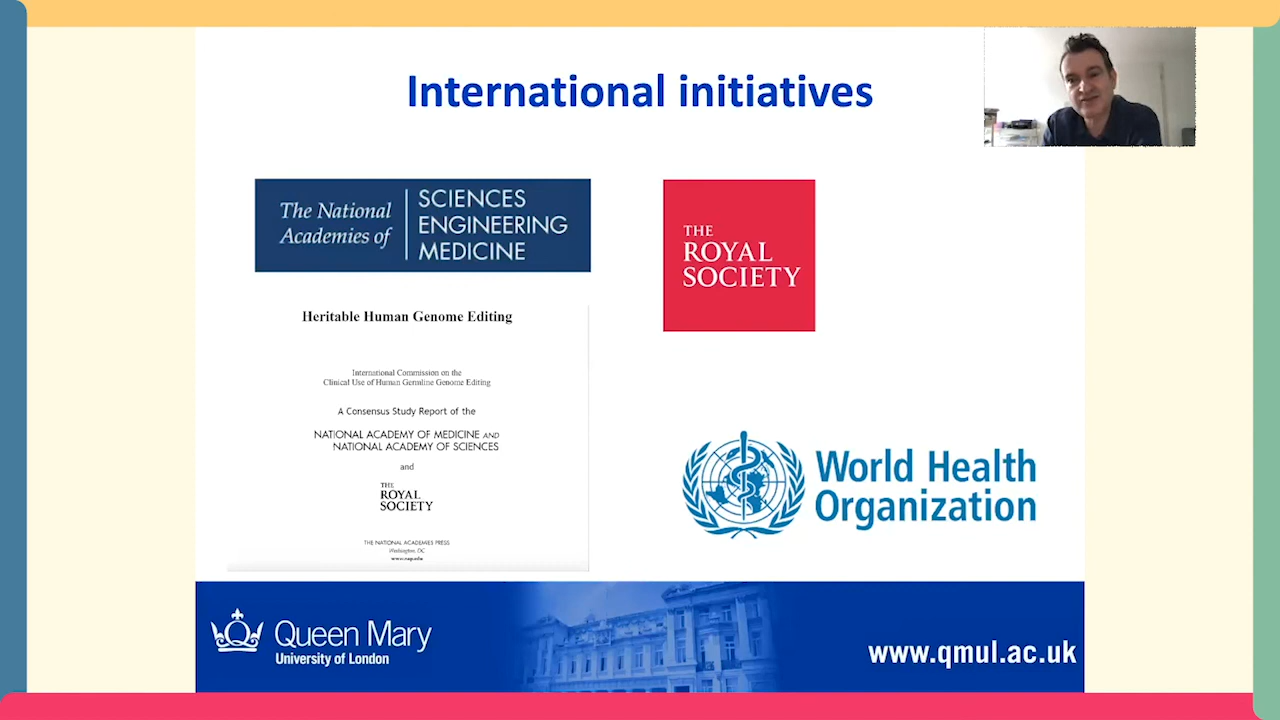 International initiatives
The National
Academies of
SCIENCES
ENGINEERING
MEDICINE
THE
ROYAL
SOCIETY
Heritable Human Genome Editing
International Commission on the
Clinical Use of Human Germline Genome Editing
A Consensus Study Report of the
NATIONAL ACADEMY OF MEDICINE AND
NATIONAL ACADEMY OF SCIENCES
and
THE
ROYAL
SOCIETY
THE NATIONAL ACADEMIES PRESS
Washington, DC
www.nap.edu
World Health
Organization
Queen Mary
University of London
www.qmul.ac.uk